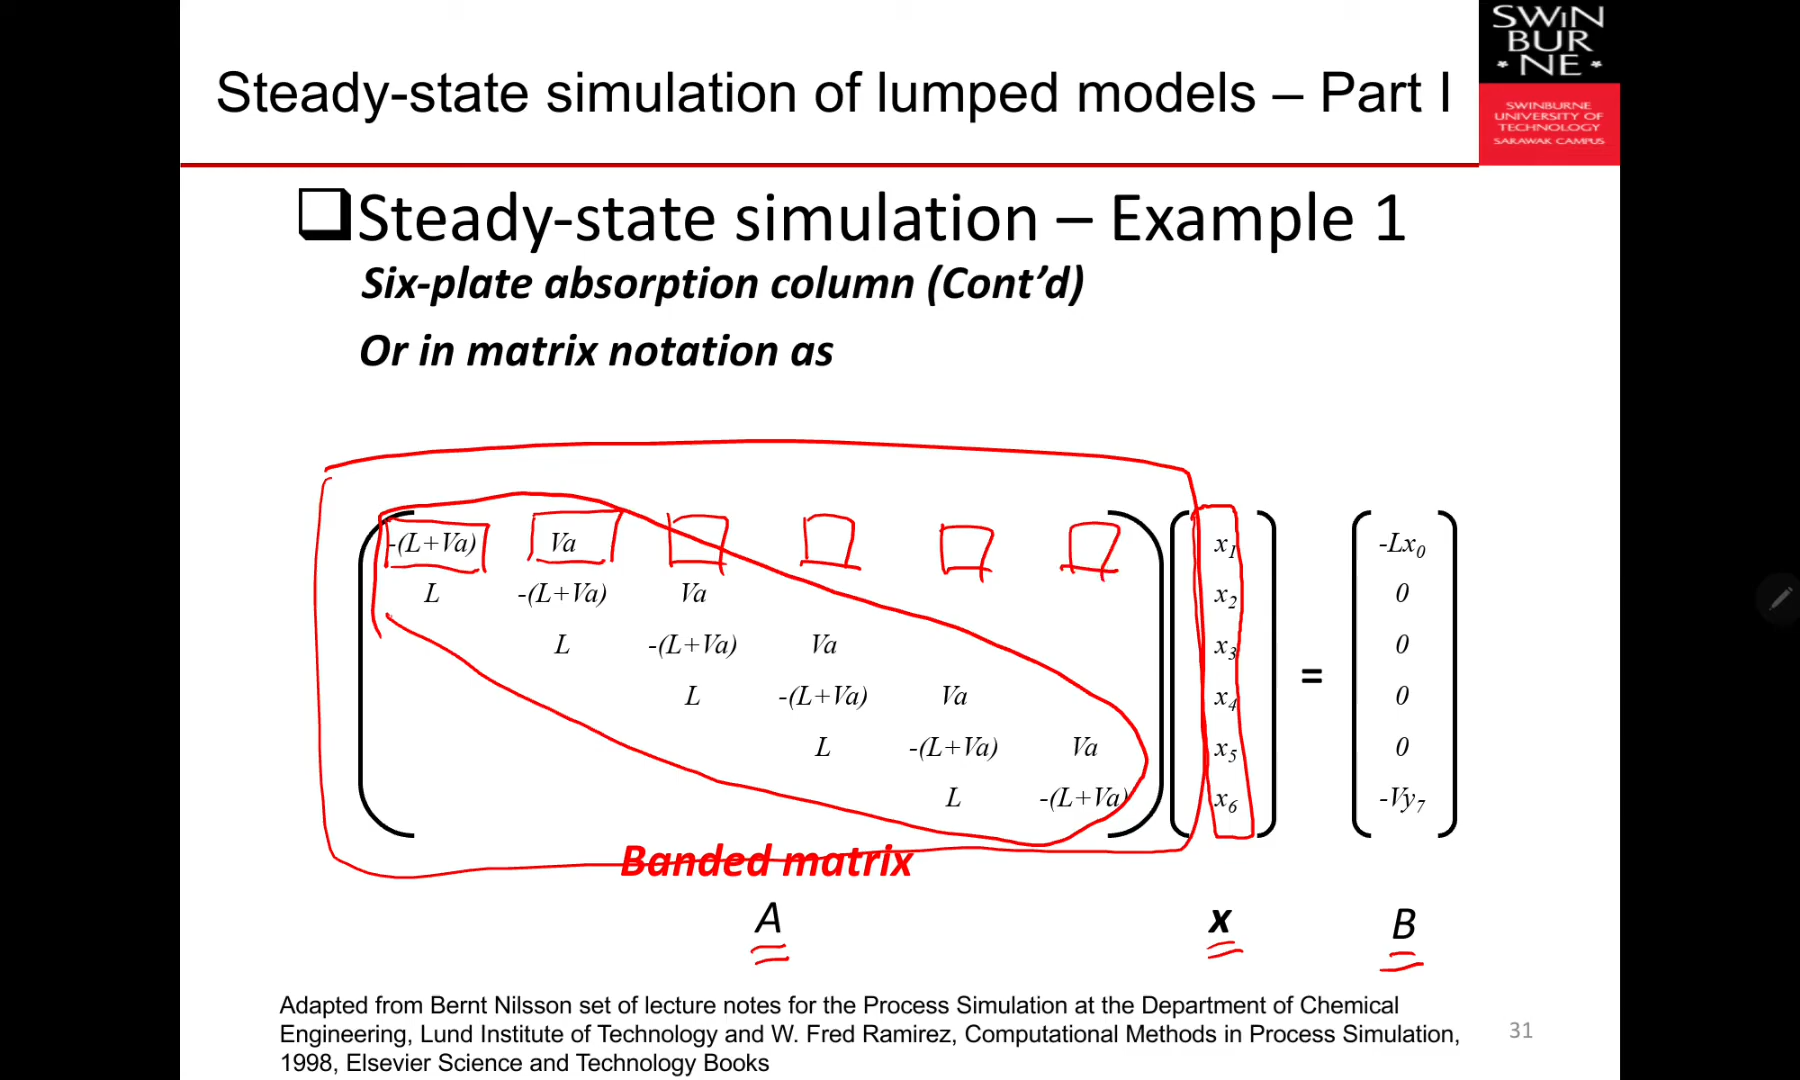 Steady-state simulation of lumped models – Part I
SWiN
BUR
* NE *
SWINBURNE
UNIVERSITY OF
TECHNOLOGY
SARAWAK CAMPUS
❑Steady-state simulation – Example 1
Six-plate absorption column (Cont’d)
Or in matrix notation as
-(L+Va) Va x₁ -Lx₀
L -(L+Va) Va x₂ 0
L -(L+Va) Va x₃ 0
L -(L+Va) Va x₄ = 0
L -(L+Va) Va x₅ 0
L -(L+Va) x₆ -Vy₇
Banded matrix
A x B
Adapted from Bernt Nilsson set of lecture notes for the Process Simulation at the Department of Chemical
Engineering, Lund Institute of Technology and W. Fred Ramirez, Computational Methods in Process Simulation,
1998, Elsevier Science and Technology Books
31